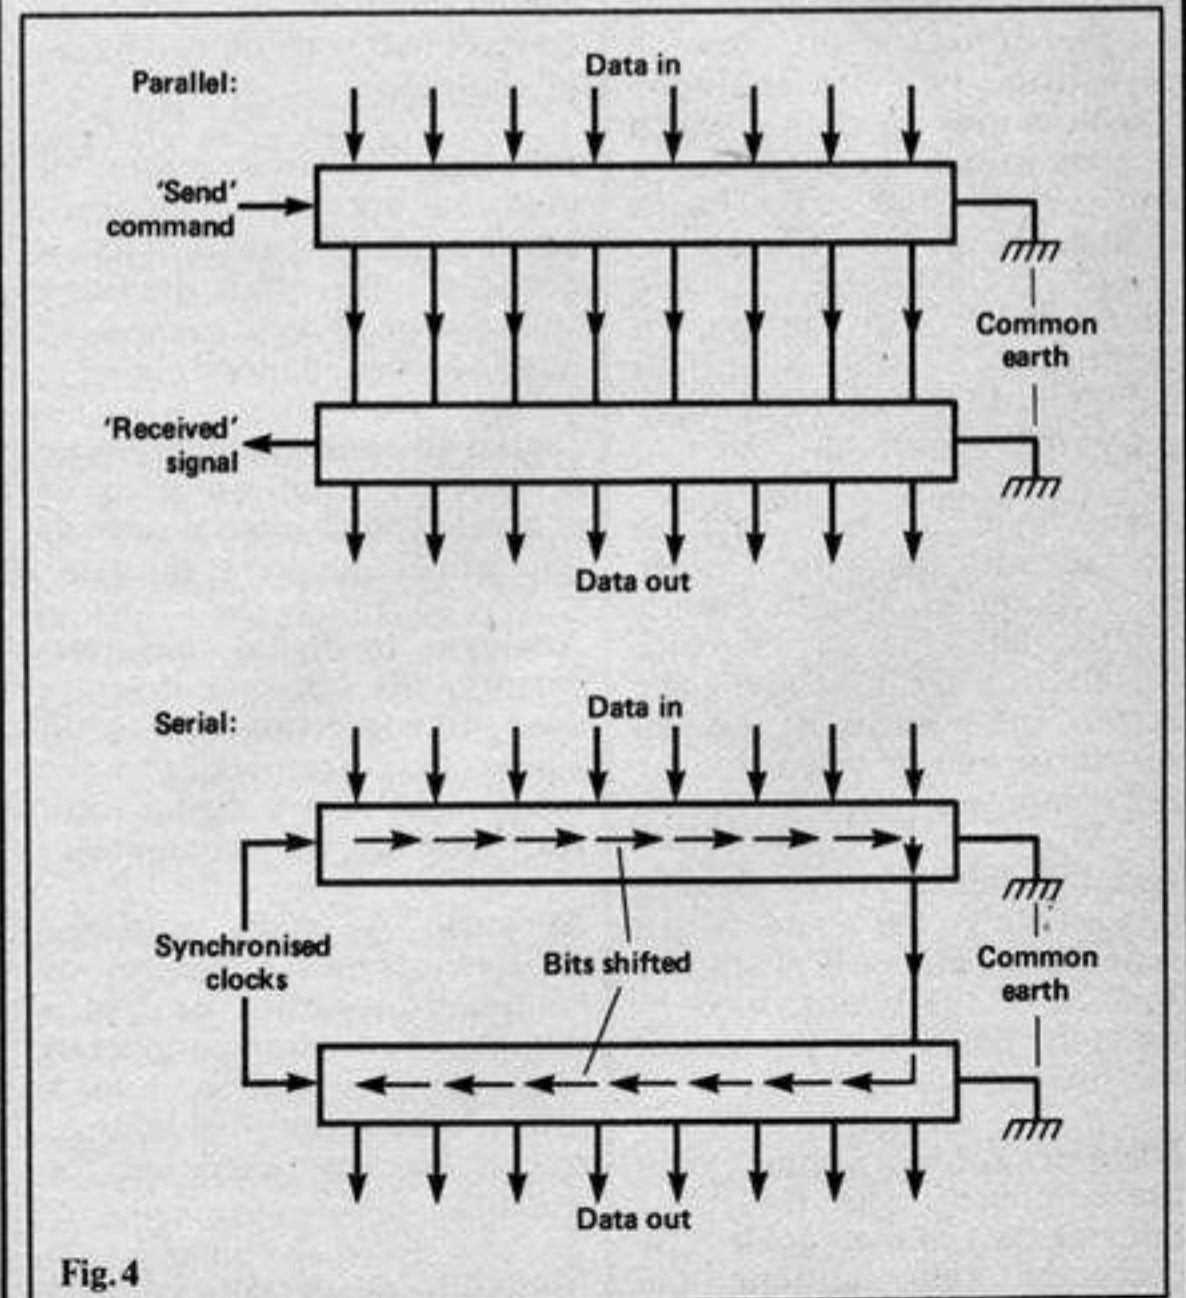 Parallel:
Data in
'Send'
command
Common
earth
'Received'
signal
Data out
Serial:
Data in
Synchronised
clocks
Bits shifted
Common
earth
Data out
Fig. 4